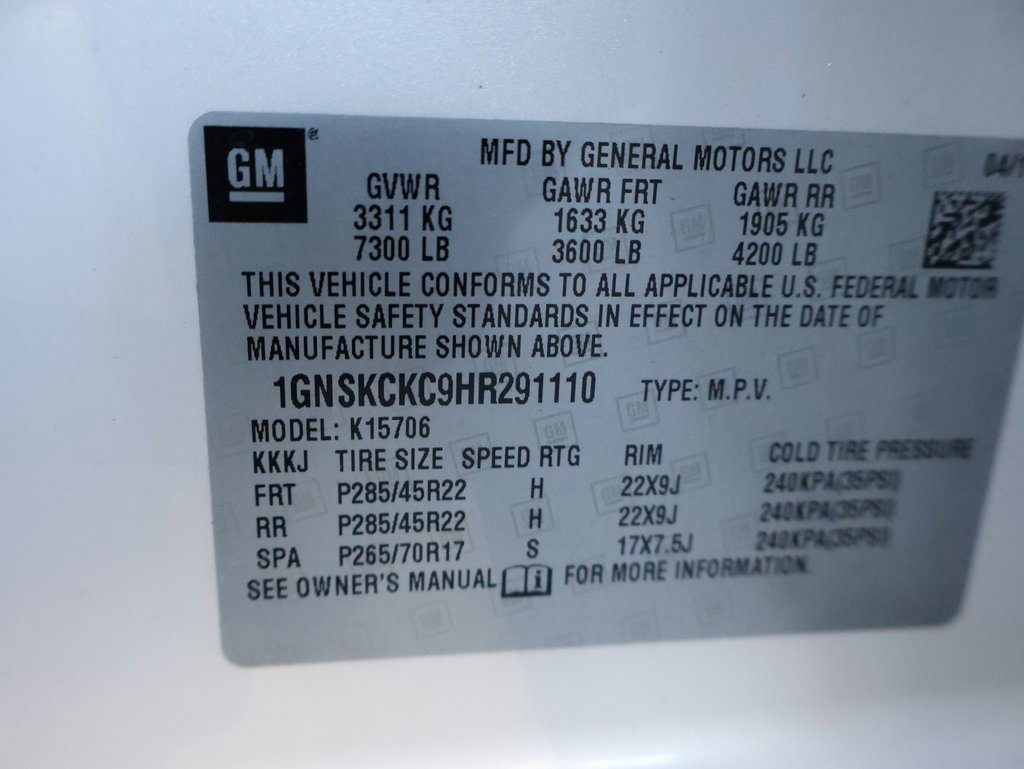 GM ®
MFD BY GENERAL MOTORS LLC 04/1
GVWR GAWR FRT GAWR RR
3311 KG 1633 KG 1905 KG
7300 LB 3600 LB 4200 LB
THIS VEHICLE CONFORMS TO ALL APPLICABLE U.S. FEDERAL MOTOR
VEHICLE SAFETY STANDARDS IN EFFECT ON THE DATE OF
MANUFACTURE SHOWN ABOVE.
1GNSKCKC9HR291110 TYPE: M.P.V.
MODEL: K15706
KKKJ TIRE SIZE SPEED RTG RIM COLD TIRE PRESSURE
FRT P285/45R22 H 22X9J 240KPA(35PSI)
RR P285/45R22 H 22X9J 240KPA(35PSI)
SPA P265/70R17 S 17X7.5J 240KPA(35PSI)
SEE OWNER'S MANUAL FOR MORE INFORMATION.